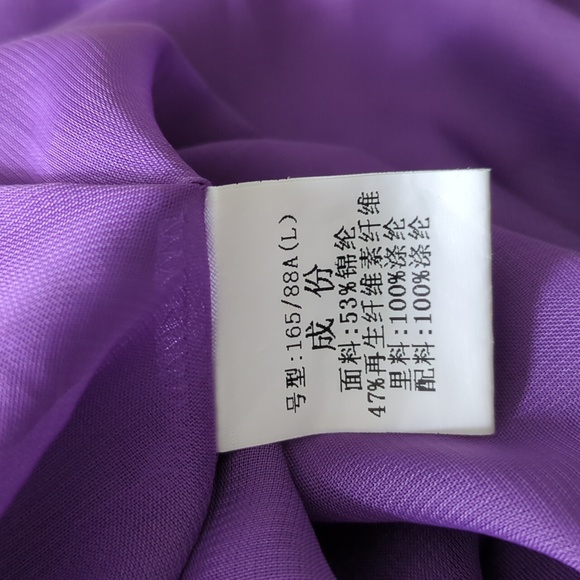 号型:165/88A(L)
成份
面料:53%锦纶
47%再生纤维素纤维
里料:100%涤纶
配料:100%涤纶